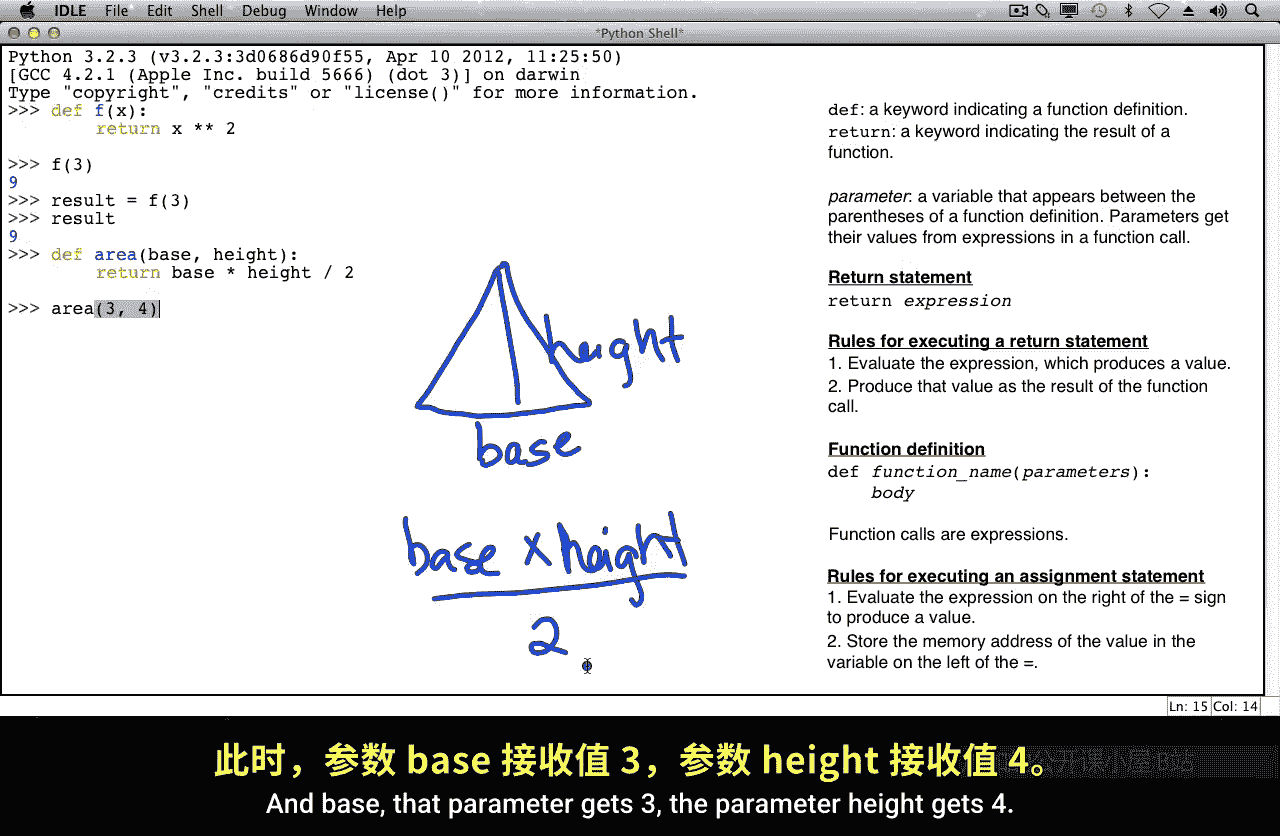 IDLE File Edit Shell Debug Window Help
*Python Shell*
Python 3.2.3 (v3.2.3:3d0686d90f55, Apr 10 2012, 11:25:50)
[GCC 4.2.1 (Apple Inc. build 5666) (dot 3)] on darwin
Type "copyright", "credits" or "license()" for more information.
>>> def f(x):
return x ** 2
>>> f(3)
9
>>> result = f(3)
>>> result
9
>>> def area(base, height):
return base * height / 2
>>> area(3, 4)
height
base
base x height
2
def: a keyword indicating a function definition.
return: a keyword indicating the result of a
function.
parameter: a variable that appears between the
parentheses of a function definition. Parameters get
their values from expressions in a function call.
Return statement
return expression
Rules for executing a return statement
1. Evaluate the expression, which produces a value.
2. Produce that value as the result of the function
call.
Function definition
def function_name(parameters):
body
Function calls are expressions.
Rules for executing an assignment statement
1. Evaluate the expression on the right of the = sign
to produce a value.
2. Store the memory address of the value in the
variable on the left of the =.
Ln: 15 Col: 14
此时，参数 base 接收值 3，参数 height 接收值 4。
And base, that parameter gets 3, the parameter height gets 4.